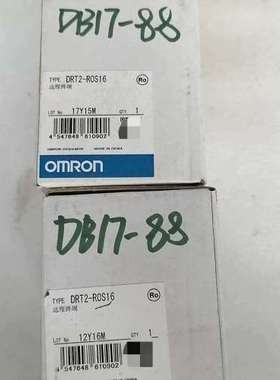 DB17-88
TYPE DRT2-ROS16
远程终端
Ro
LOT No 17Y15M QTY 1
4 547648 610902
OMRON
DB17-88
TYPE DRT2-ROS16
远程终端
Ro
LOT No 12Y16M QTY 1
4 547648 610902